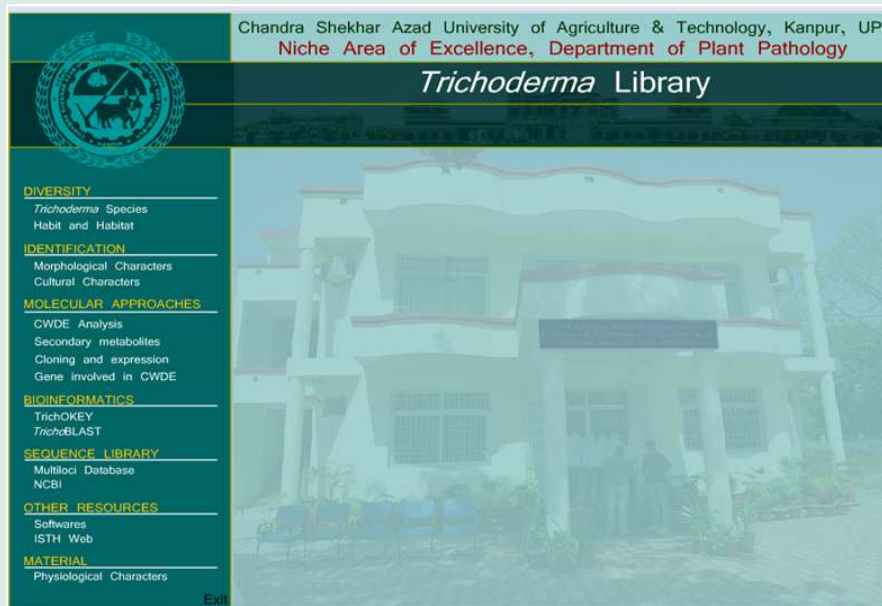 Chandra Shekhar Azad University of Agriculture & Technology, Kanpur, UP
Niche Area of Excellence, Department of Plant Pathology
Trichoderma Library
DIVERSITY
Trichoderma Species
Habit and Habitat
IDENTIFICATION
Morphological Characters
Cultural Characters
MOLECULAR APPROACHES
CWDE Analysis
Secondary metabolites
Cloning and expression
Gene involved in CWDE
BIOINFORMATICS
TrichOKEY
TrichoBLAST
SEQUENCE LIBRARY
Multiloci Database
NCBI
OTHER RESOURCES
Softwares
ISTH Web
MATERIAL
Physiological Characters
Exit